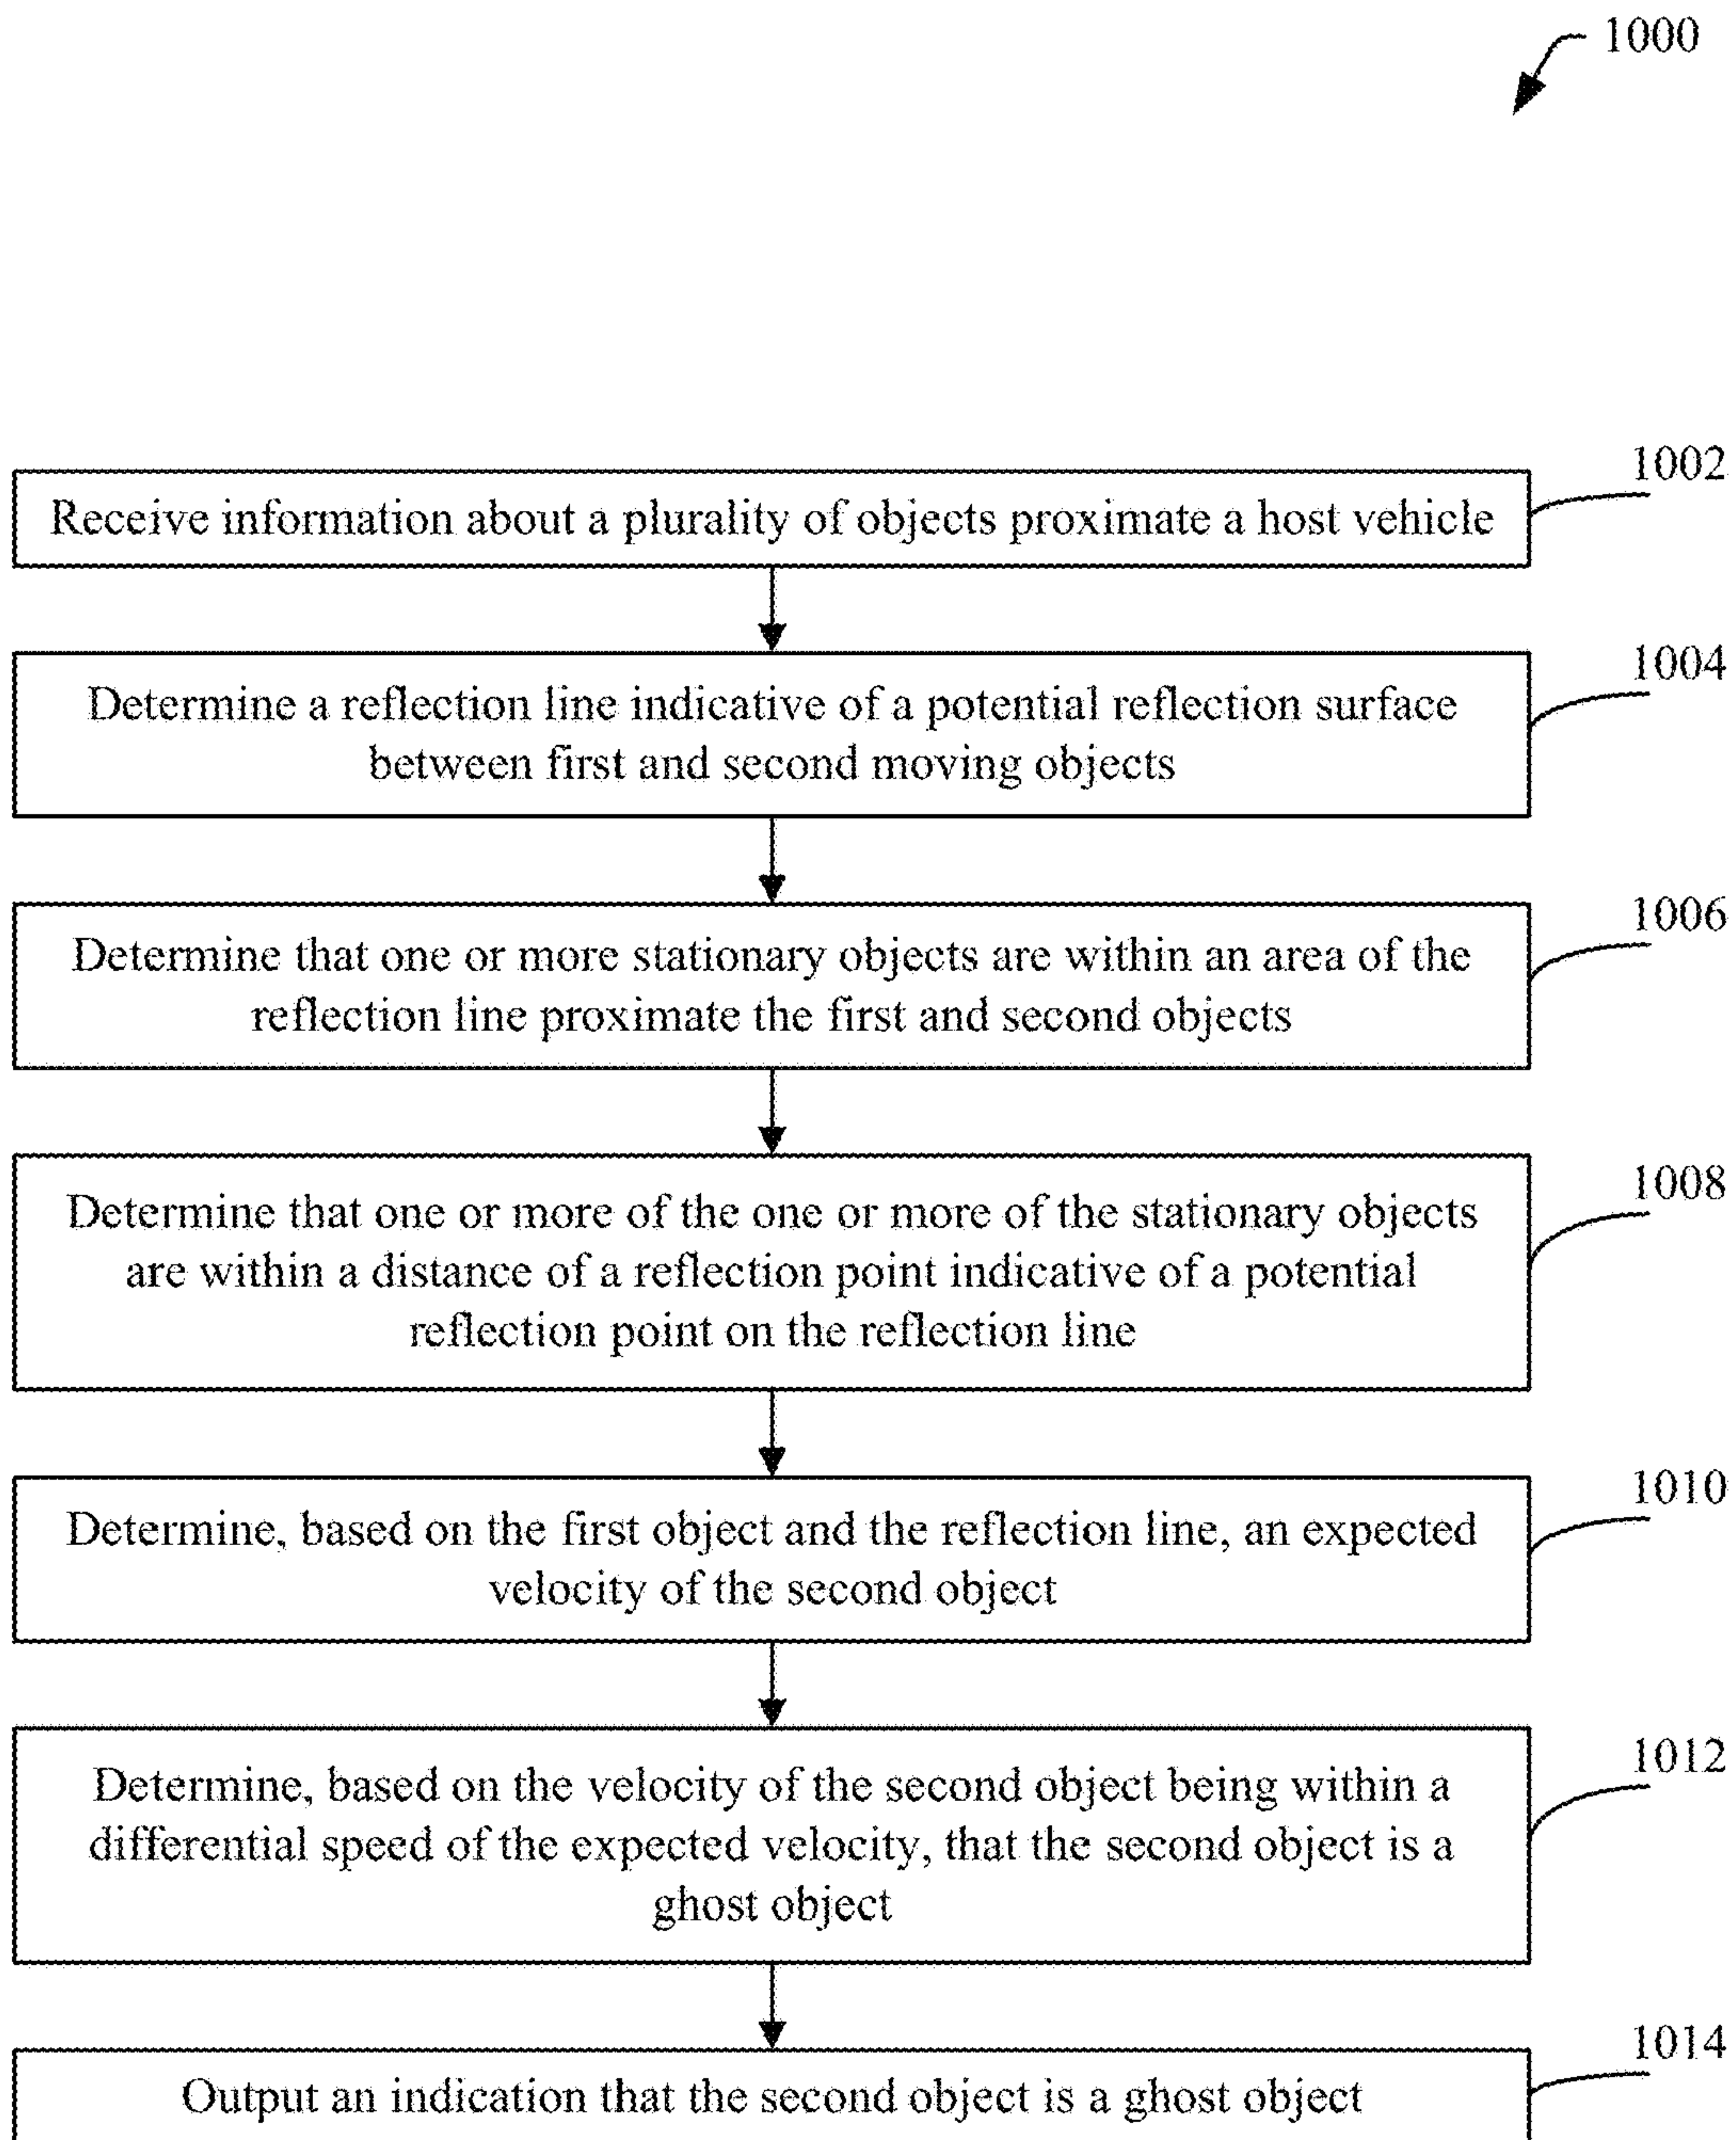 1000
1002
Receive information about a plurality of objects proximate a host vehicle
1004
Determine a reflection line indicative of a potential reflection surface
between first and second moving objects
1006
Determine that one or more stationary objects are within an area of the
reflection line proximate the first and second objects
1008
Determine that one or more of the one or more of the stationary objects
are within a distance of a reflection point indicative of a potential
reflection point on the reflection line
1010
Determine, based on the first object and the reflection line, an expected
velocity of the second object
1012
Determine, based on the velocity of the second object being within a
differential speed of the expected velocity, that the second object is a
ghost object
1014
Output an indication that the second object is a ghost object